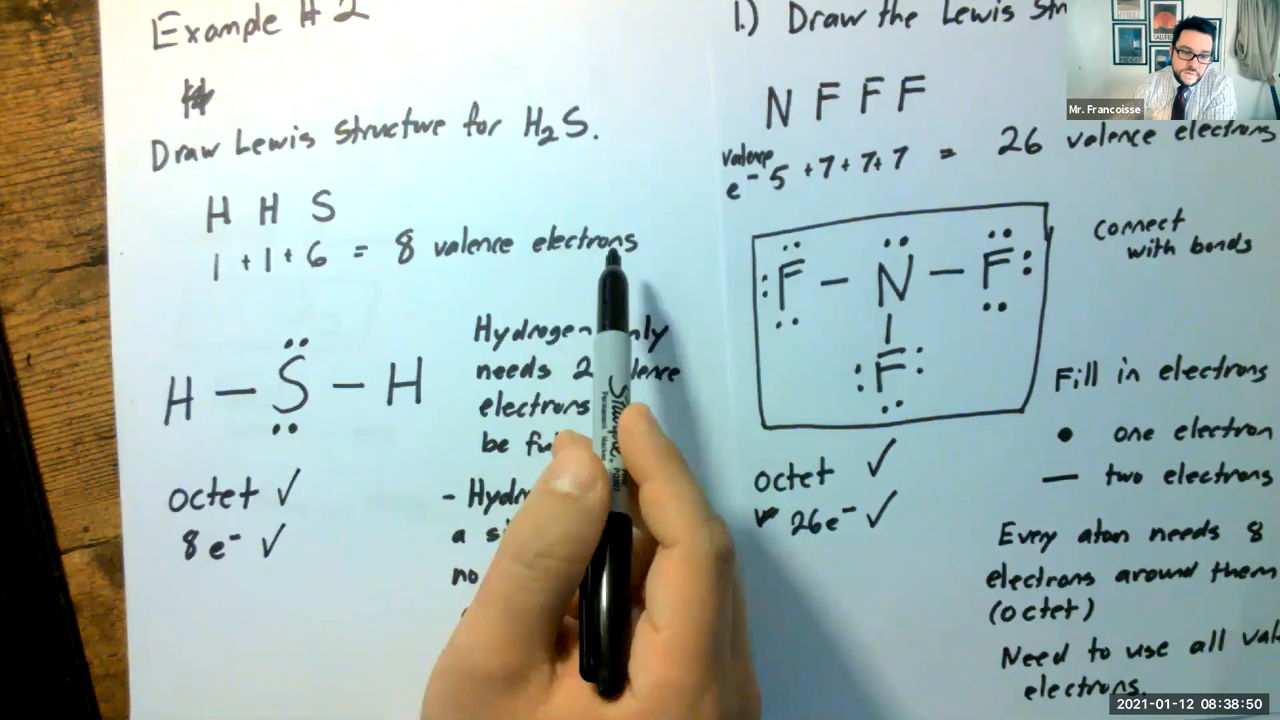 Example # 2
Draw Lewis Structure for H₂S.
H H S
1 + 1 + 6 = 8 valence electrons
H — S — H
Hydrogen only
needs 2
electrons
be
octet ✓
8 e⁻ ✓
-
a
no
1.) Draw the Lewis
N F F F
valence
e⁻ 5 + 7 + 7 + 7 = 26 valence electrons
F — N — F
F
connect
with bonds
octet ✓
26e⁻ ✓
Fill in electrons
• one electron
— two electrons
Every atom needs 8
electrons around them
(octet)
Need to use all
electrons.
Mr. Francoisse
Sharpie
2021-01-12 08:38:50